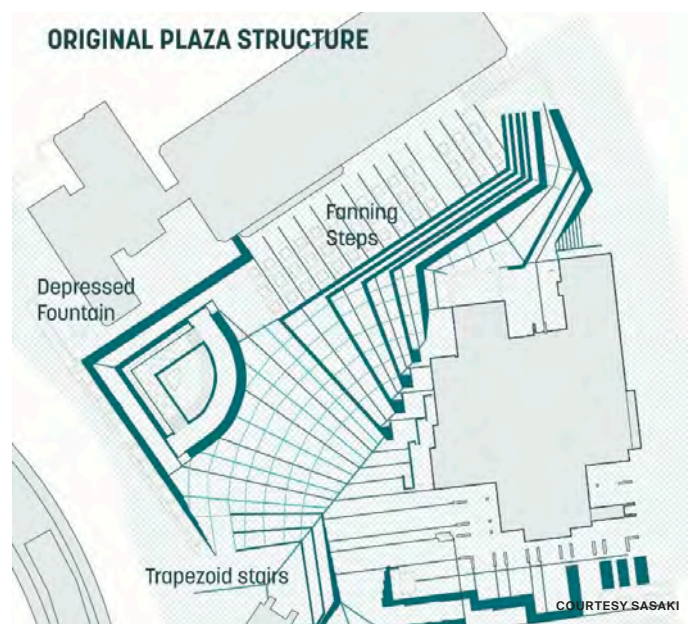 ORIGINAL PLAZA STRUCTURE
Fanning
Steps
Depressed
Fountain
Trapezoid stairs
COURTESY SASAKI